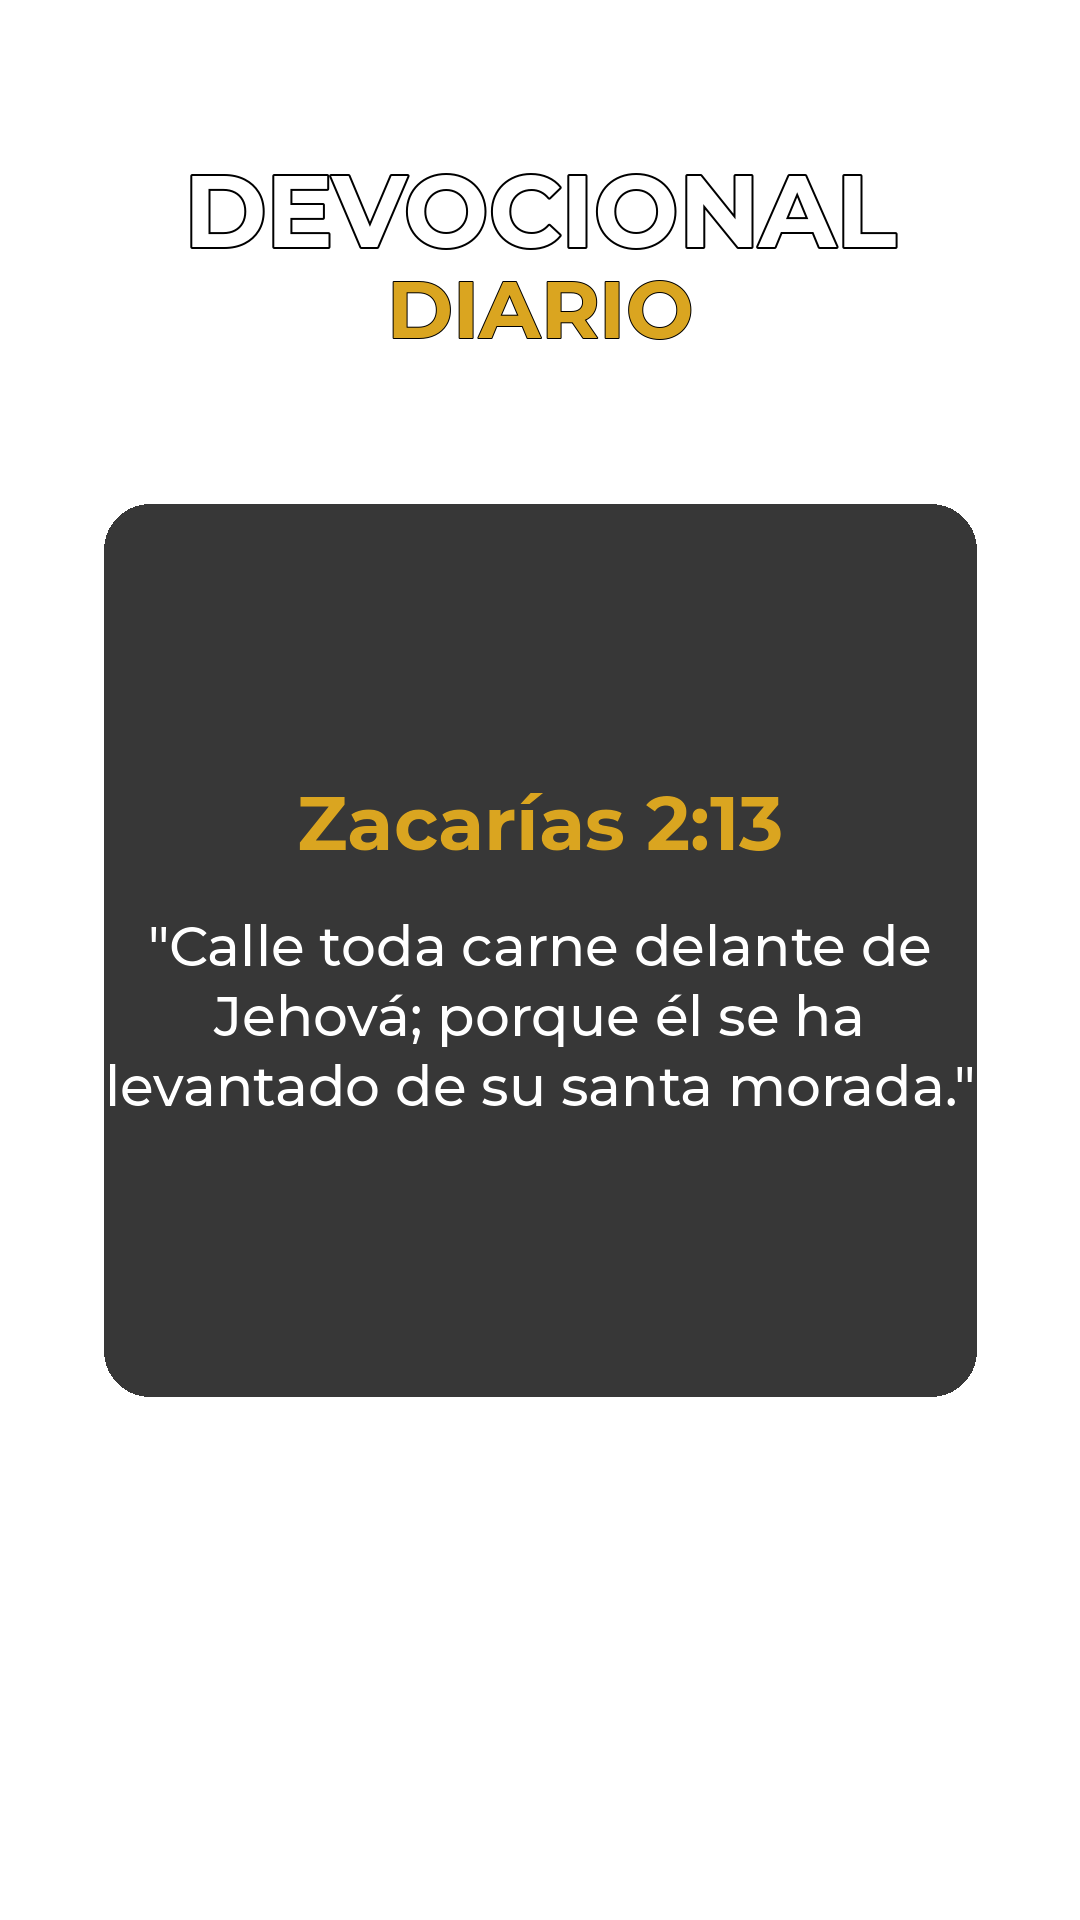 DEVOCIONAL
DIARIO
Zacarías 2:13
"Calle toda carne delante de
Jehová; porque él se ha
levantado de su santa morada."